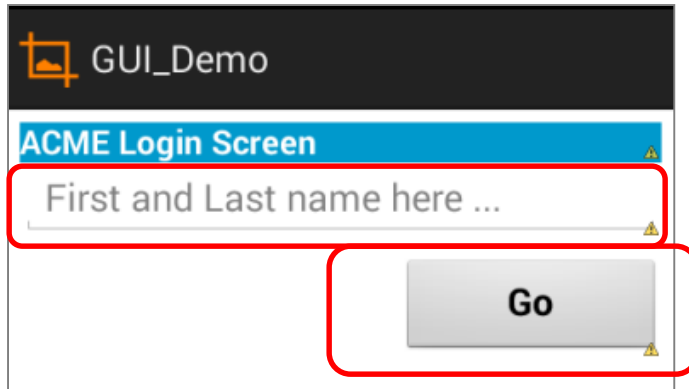 GUI_Demo
ACME Login Screen
First and Last name here ...
Go